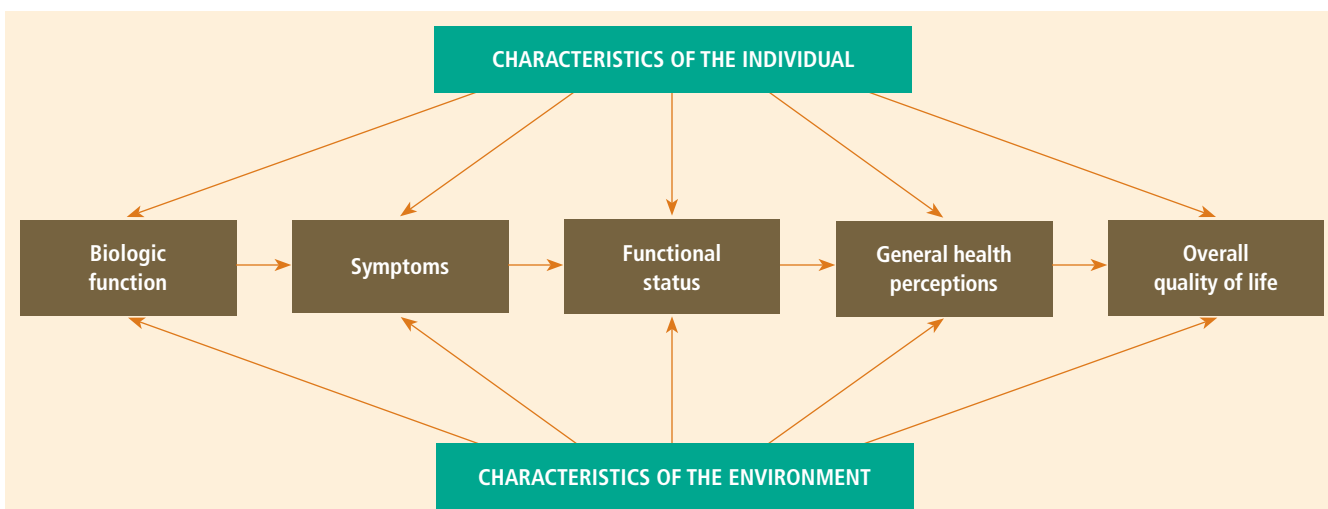 CHARACTERISTICS OF THE INDIVIDUAL
Biologic
function
Symptoms
Functional
status
General health
perceptions
Overall
quality of life
CHARACTERISTICS OF THE ENVIRONMENT